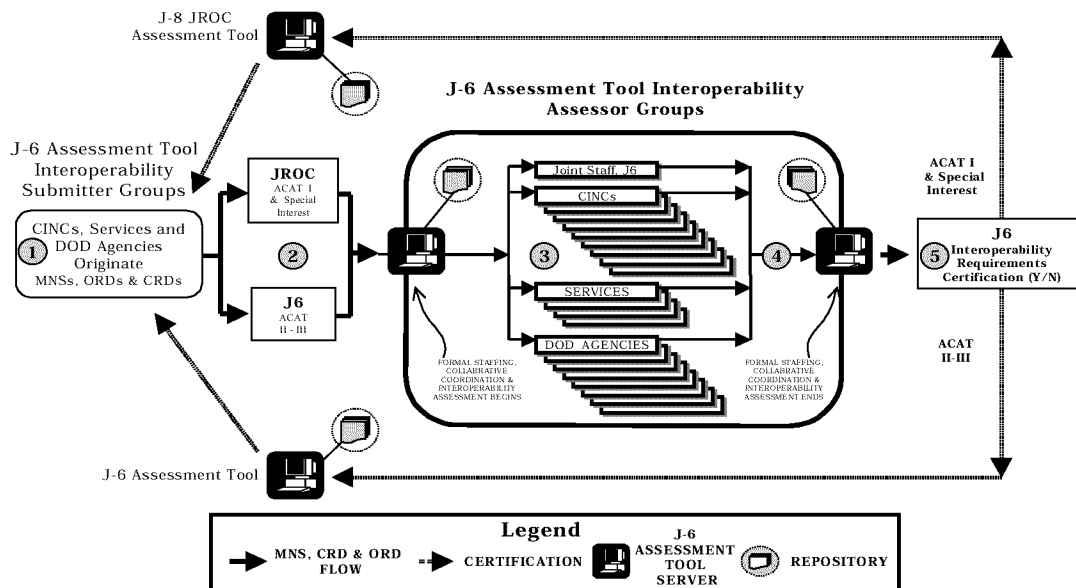 J-8 JROC
Assessment Tool
J-6 Assessment Tool Interoperability
Assessor Groups
J-6 Assessment Tool
Interoperability
Submitter Groups
1
CINCs, Services and
DOD Agencies
Originate
MNSs, ORDs & CRDs
JROC
ACAT I
& Special
Interest
2
J6
ACAT
II - III
Joint Staff, J6
CINCs
3
SERVICES
DOD AGENCIES
4
FORMAL STAFFING,
COLLABRATIVE
COORDINATION &
INTEROPERABILITY
ASSESSMENT BEGINS
FORMAL STAFFING,
COLLABRATIVE
COORDINATION &
INTEROPERABILITY
ASSESSMENT ENDS
ACAT I
& Special
Interest
5
J6
Interoperability
Requirements
Certification (Y/N)
ACAT
II-III
J-6 Assessment Tool
Legend
MNS, CRD & ORD
FLOW
CERTIFICATION
J-6
ASSESSMENT
TOOL
SERVER
REPOSITORY